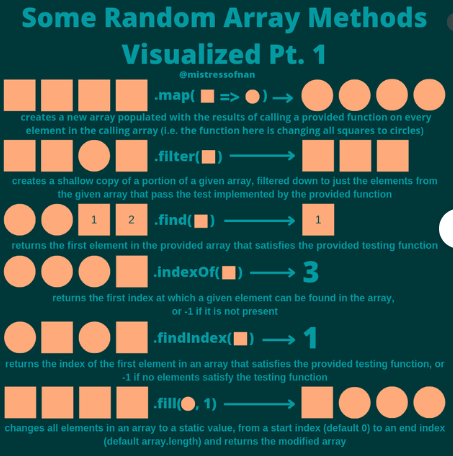 Some Random Array Methods
Visualized Pt. 1
@mistressofnan
.map( => )
creates a new array populated with the results of calling a provided function on every
element in the calling array (i.e. the function here is changing all squares to circles)
.filter( )
creates a shallow copy of a portion of a given array, filtered down to just the elements from
the given array that pass the test implemented by the provided function
1 2 .find( ) 1
returns the first element in the provided array that satisfies the provided testing function
.indexOf( ) 3
returns the first index at which a given element can be found in the array,
or -1 if it is not present
.findIndex( ) 1
returns the index of the first element in an array that satisfies the provided testing function, or
-1 if no elements satisfy the testing function
.fill( , 1)
changes all elements in an array to a static value, from a start index (default 0) to an end index
(default array.length) and returns the modified array